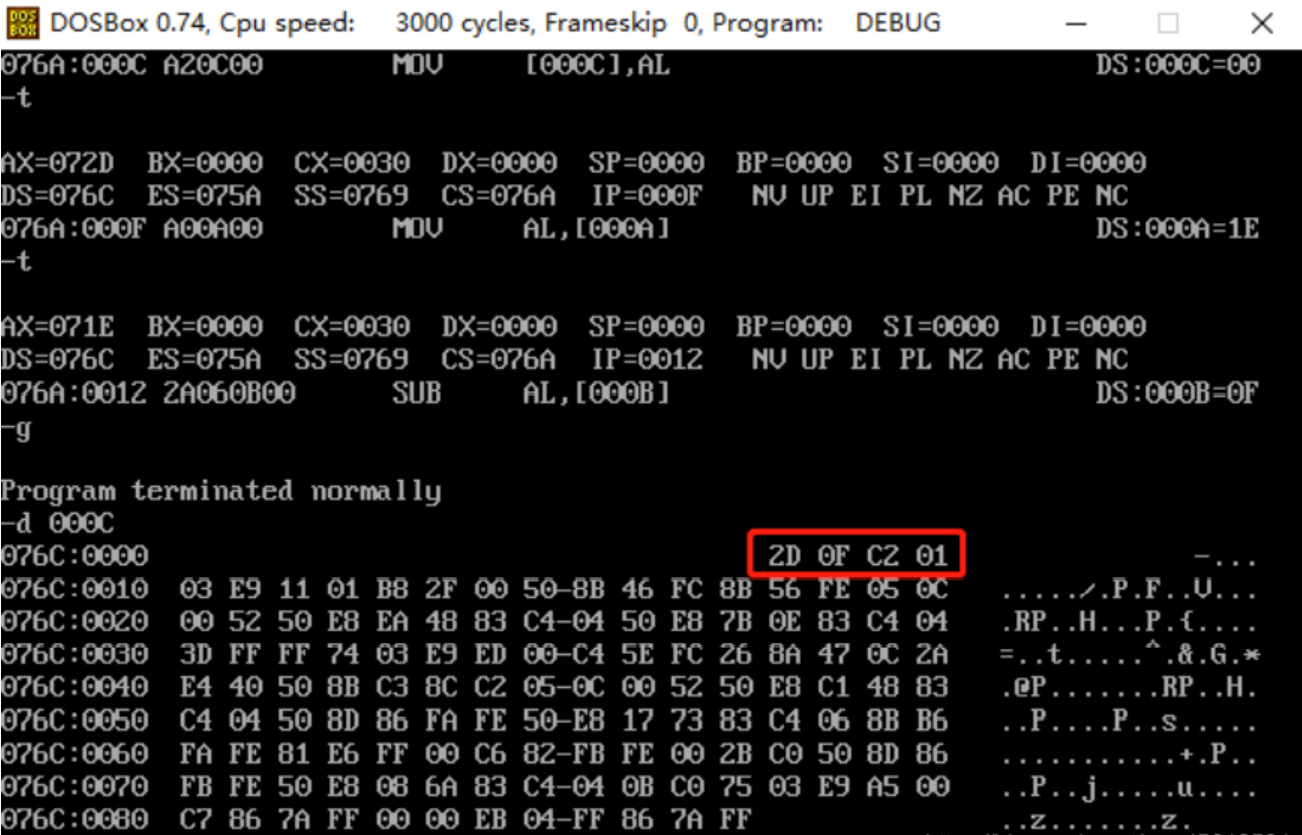 DOSBox 0.74, Cpu speed: 3000 cycles, Frameskip 0, Program: DEBUG
076A:000C A20C00 MOV [000C],AL DS:000C=00
-t
AX=072D BX=0000 CX=0030 DX=0000 SP=0000 BP=0000 SI=0000 DI=0000
DS=076C ES=075A SS=0769 CS=076A IP=000F NV UP EI PL NZ AC PE NC
076A:000F A00A00 MOV AL,[000A] DS:000A=1E
-t
AX=071E BX=0000 CX=0030 DX=0000 SP=0000 BP=0000 SI=0000 DI=0000
DS=076C ES=075A SS=0769 CS=076A IP=0012 NV UP EI PL NZ AC PE NC
076A:0012 2A060B00 SUB AL,[000B] DS:000B=0F
-g
Program terminated normally
-d 000C
076C:0000 2D 0F C2 01 -...
076C:0010 03 E9 11 01 B8 2F 00 50-8B 46 FC 8B 56 FE 05 0C ...../.P.F..V...
076C:0020 00 52 50 E8 EA 48 83 C4-04 50 E8 7B 0E 83 C4 04 .RP..H...P.{....
076C:0030 3D FF FF 74 03 E9 ED 00-C4 5E FC 26 8A 47 0C 2A =..t.....^.&.G.*
076C:0040 E4 40 50 8B C3 8C C2 05-0C 00 52 50 E8 C1 48 83 .@P.......RP..H.
076C:0050 C4 04 50 8D 86 FA FE 50-E8 17 73 83 C4 06 8B B6 ..P....P..s.....
076C:0060 FA FE 81 E6 FF 00 C6 82-FB FE 00 2B C0 50 8D 86 ...........+.P..
076C:0070 FB FE 50 E8 08 6A 83 C4-04 0B C0 75 03 E9 A5 00 ..P..j.....u....
076C:0080 C7 86 7A FF 00 00 EB 04-FF 86 7A FF ..z.......z.